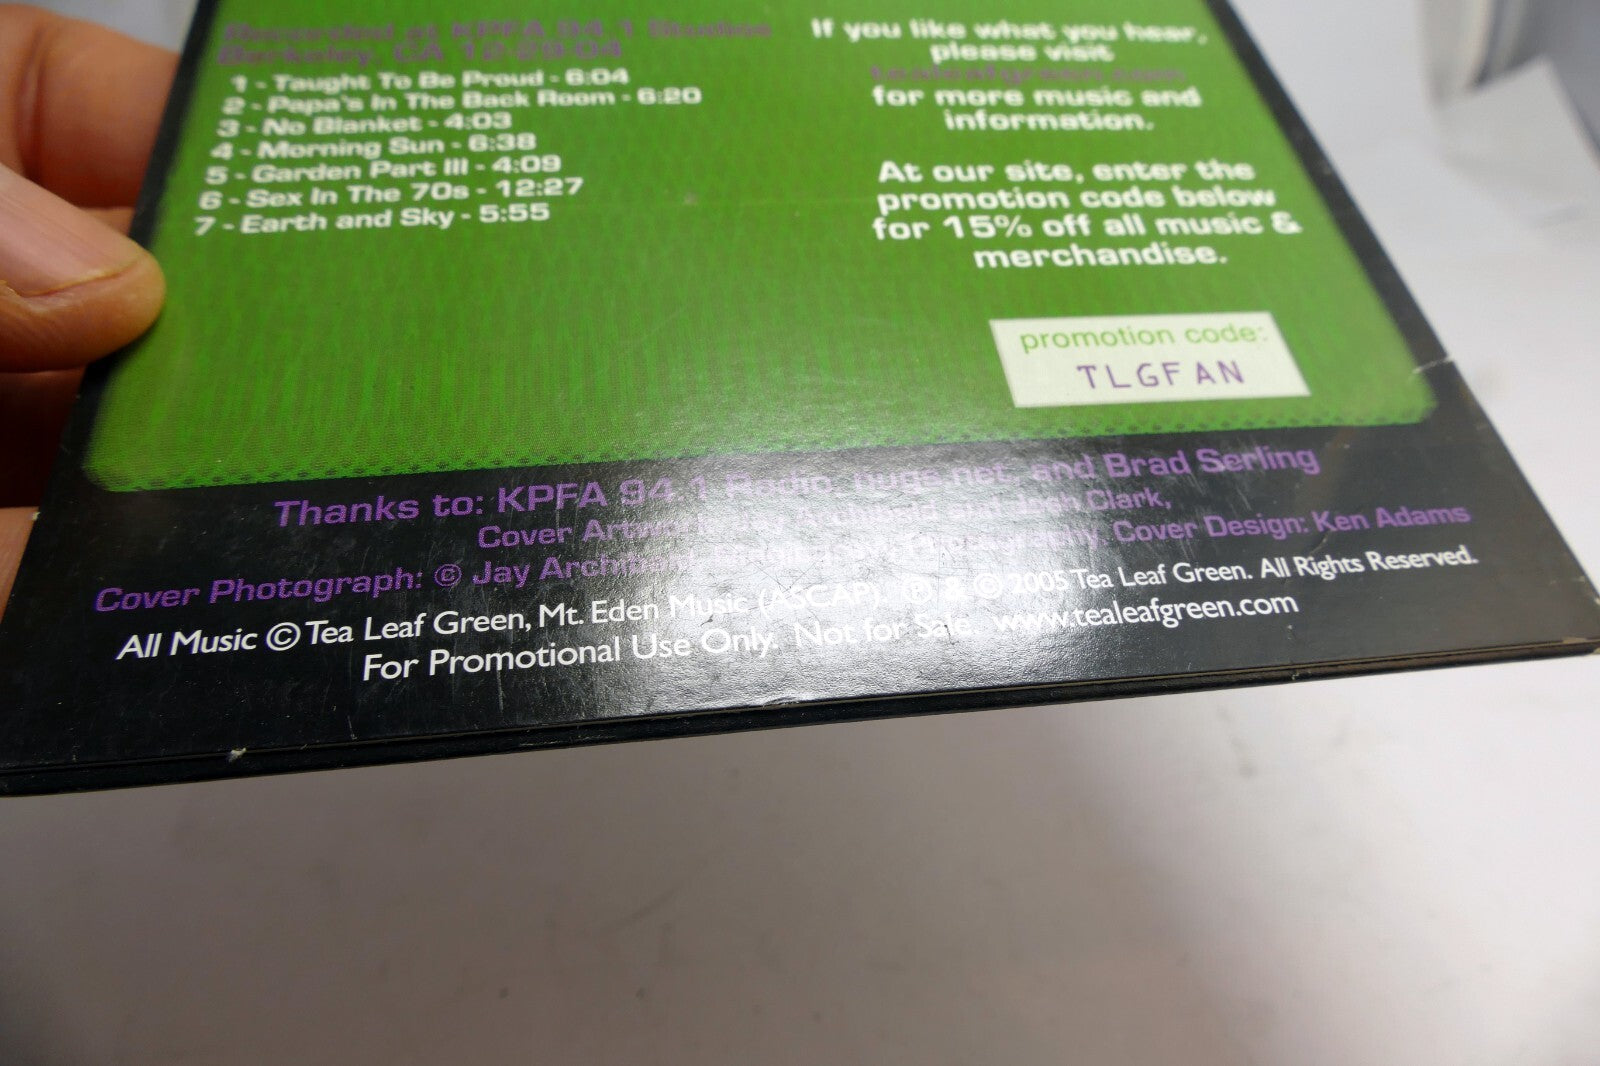 Recorded at KPFA 94.1 Studios
Berkeley, CA 12-29-04
1 - Taught To Be Proud - 6:04
2 - Papa's In The Back Room - 6:20
3 - No Blanket - 4:03
4 - Morning Sun - 6:38
5 - Garden Part III - 4:09
6 - Sex In The 70s - 12:27
7 - Earth and Sky - 5:55
If you like what you hear,
please visit
tealeafgreen.com
for more music and
information.
At our site, enter the
promotion code below
for 15% off all music &
merchandise.
promotion code:
TLGFAN
Thanks to: KPFA 94.1 Radio, bugs.net, and Brad Serling
Cover Artwork: Clark,
Cover Photograph: © Jay Photography, Cover Design: Ken Adams
All Music © Tea Leaf Green, Mt. Eden Music (ASCAP) ℗ & © 2005 Tea Leaf Green. All Rights Reserved.
For Promotional Use Only. Not for Sale. www.tealeafgreen.com